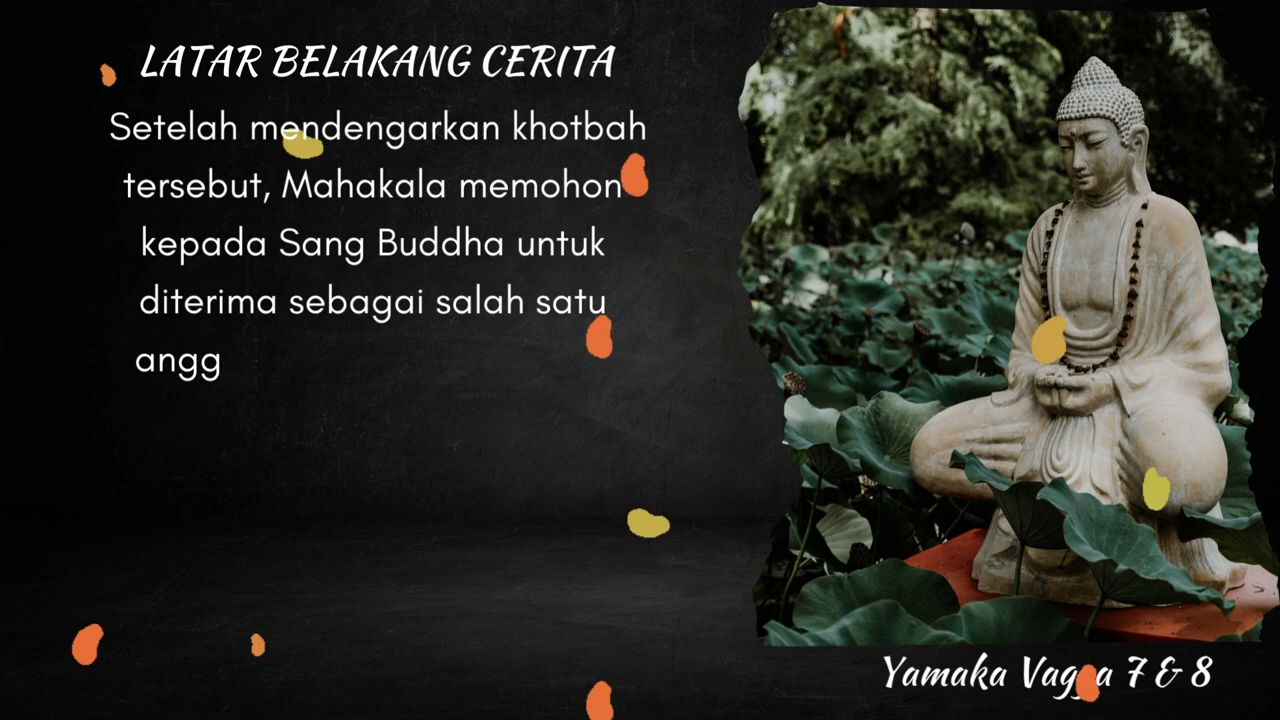 LATAR BELAKANG CERITA
Setelah mendengarkan khotbah
tersebut, Mahakala memohon
kepada Sang Buddha untuk
diterima sebagai salah satu
angg
Yamaka Vagga 7 & 8